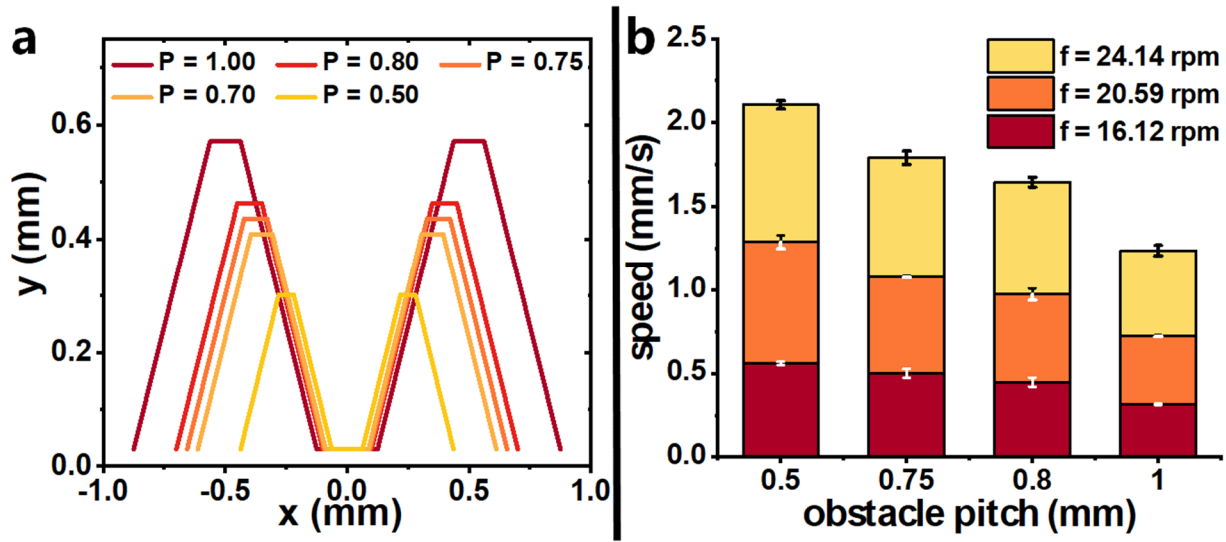 a
P = 1.00 P = 0.80 P = 0.75
P = 0.70 P = 0.50
y (mm)
0.6
0.4
0.2
0.0
-1.0 -0.5 0.0 0.5 1.0
x (mm)
b
f = 24.14 rpm
f = 20.59 rpm
f = 16.12 rpm
speed (mm/s)
2.5
2.0
1.5
1.0
0.5
0.0
0.5 0.75 0.8 1
obstacle pitch (mm)